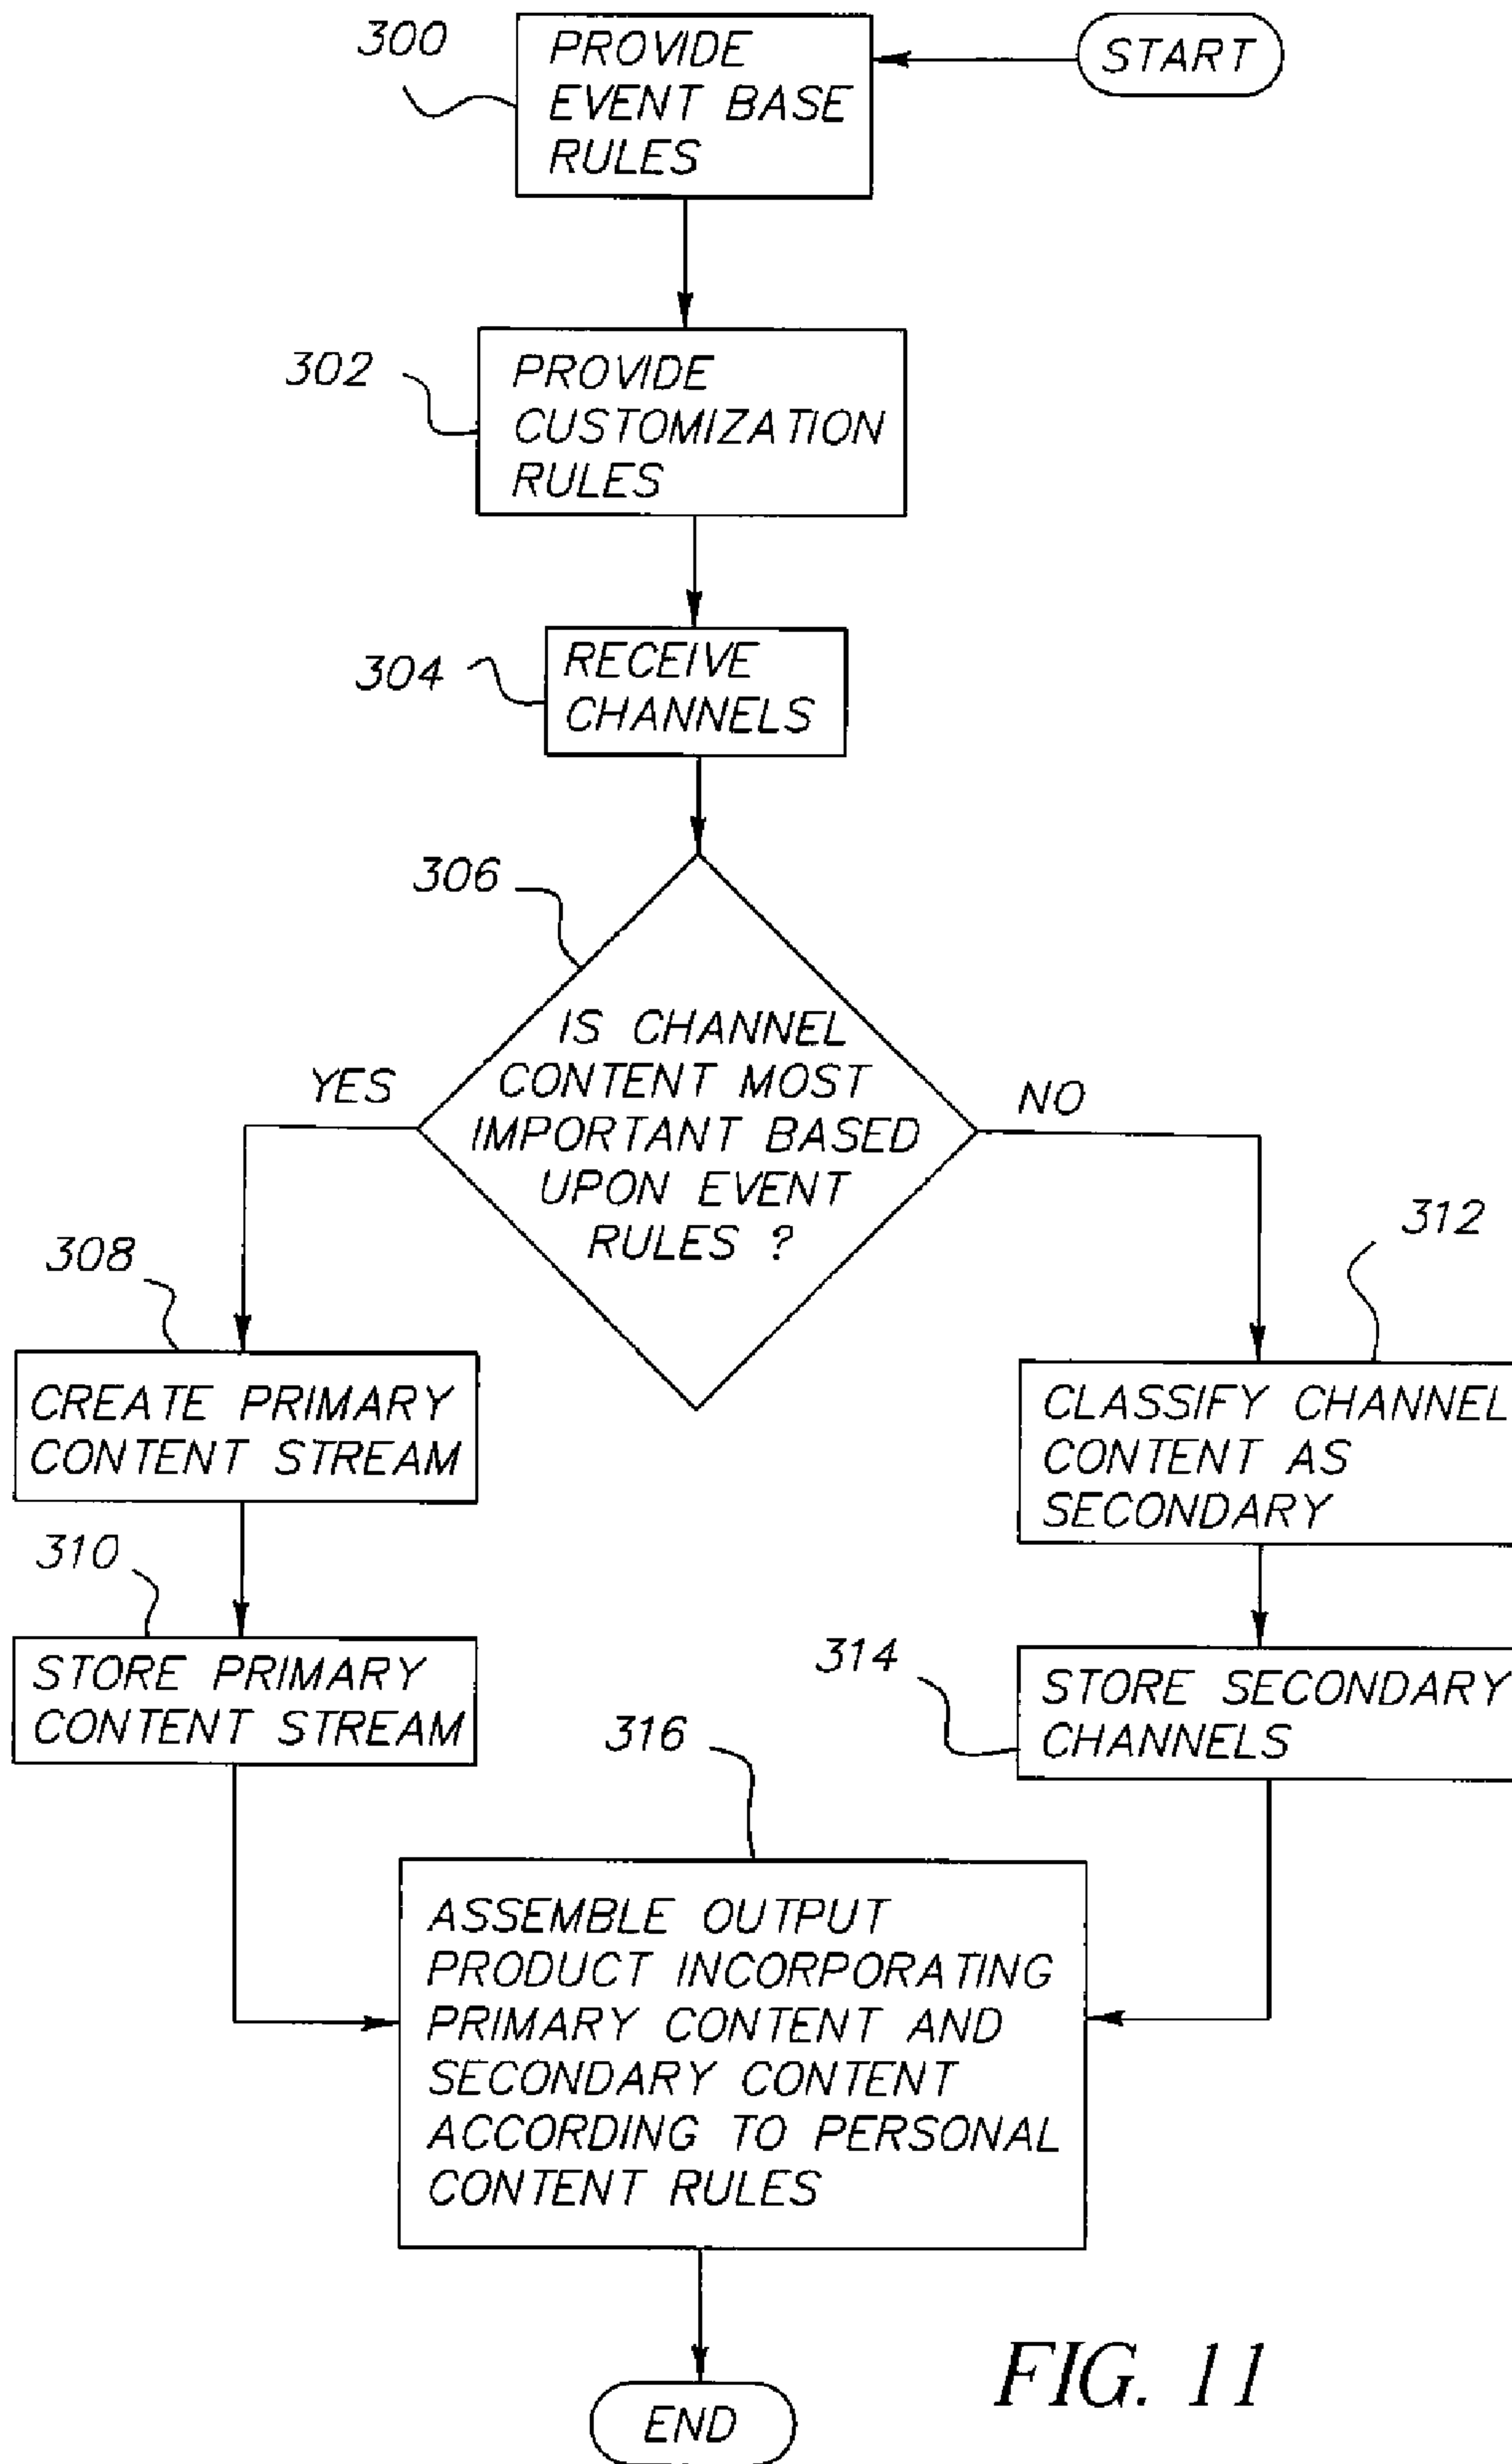 300
PROVIDE
EVENT BASE
RULES
START
302
PROVIDE
CUSTOMIZATION
RULES
304
RECEIVE
CHANNELS
306
IS CHANNEL
CONTENT MOST
IMPORTANT BASED
UPON EVENT
RULES ?
YES
NO
308
CREATE PRIMARY
CONTENT STREAM
312
CLASSIFY CHANNEL
CONTENT AS
SECONDARY
310
STORE PRIMARY
CONTENT STREAM
314
STORE SECONDARY
CHANNELS
316
ASSEMBLE OUTPUT
PRODUCT INCORPORATING
PRIMARY CONTENT AND
SECONDARY CONTENT
ACCORDING TO PERSONAL
CONTENT RULES
END
FIG. 11